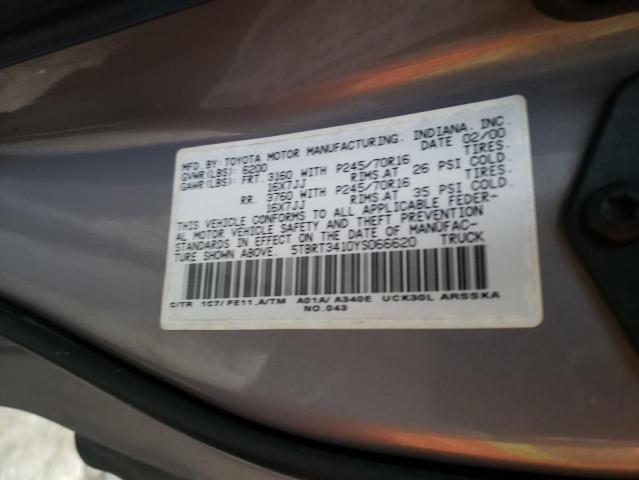 MFD.BY: TOYOTA MOTOR MANUFACTURING, INDIANA, INC.
GVWR(LBS): 6200 DATE 02/00
GAWR(LBS): FRT. 3160 WITH P245/70R16 TIRES.
16X7JJ RIMS.AT 26 PSI COLD.
RR. 3760 WITH P245/70R16 TIRES.
16X7JJ RIMS.AT 35 PSI COLD.
THIS VEHICLE CONFORMS TO ALL APPLICABLE FEDER-
AL MOTOR VEHICLE SAFETY AND THEFT PREVENTION
STANDARDS IN EFFECT ON THE DATE OF MANUFAC-
TURE SHOWN ABOVE. 5TBRT3410YS066620 TRUCK
C/TR 1C7/ FE11.A/TM A01A/ A340E UCK30L ARSSKA
NO.043